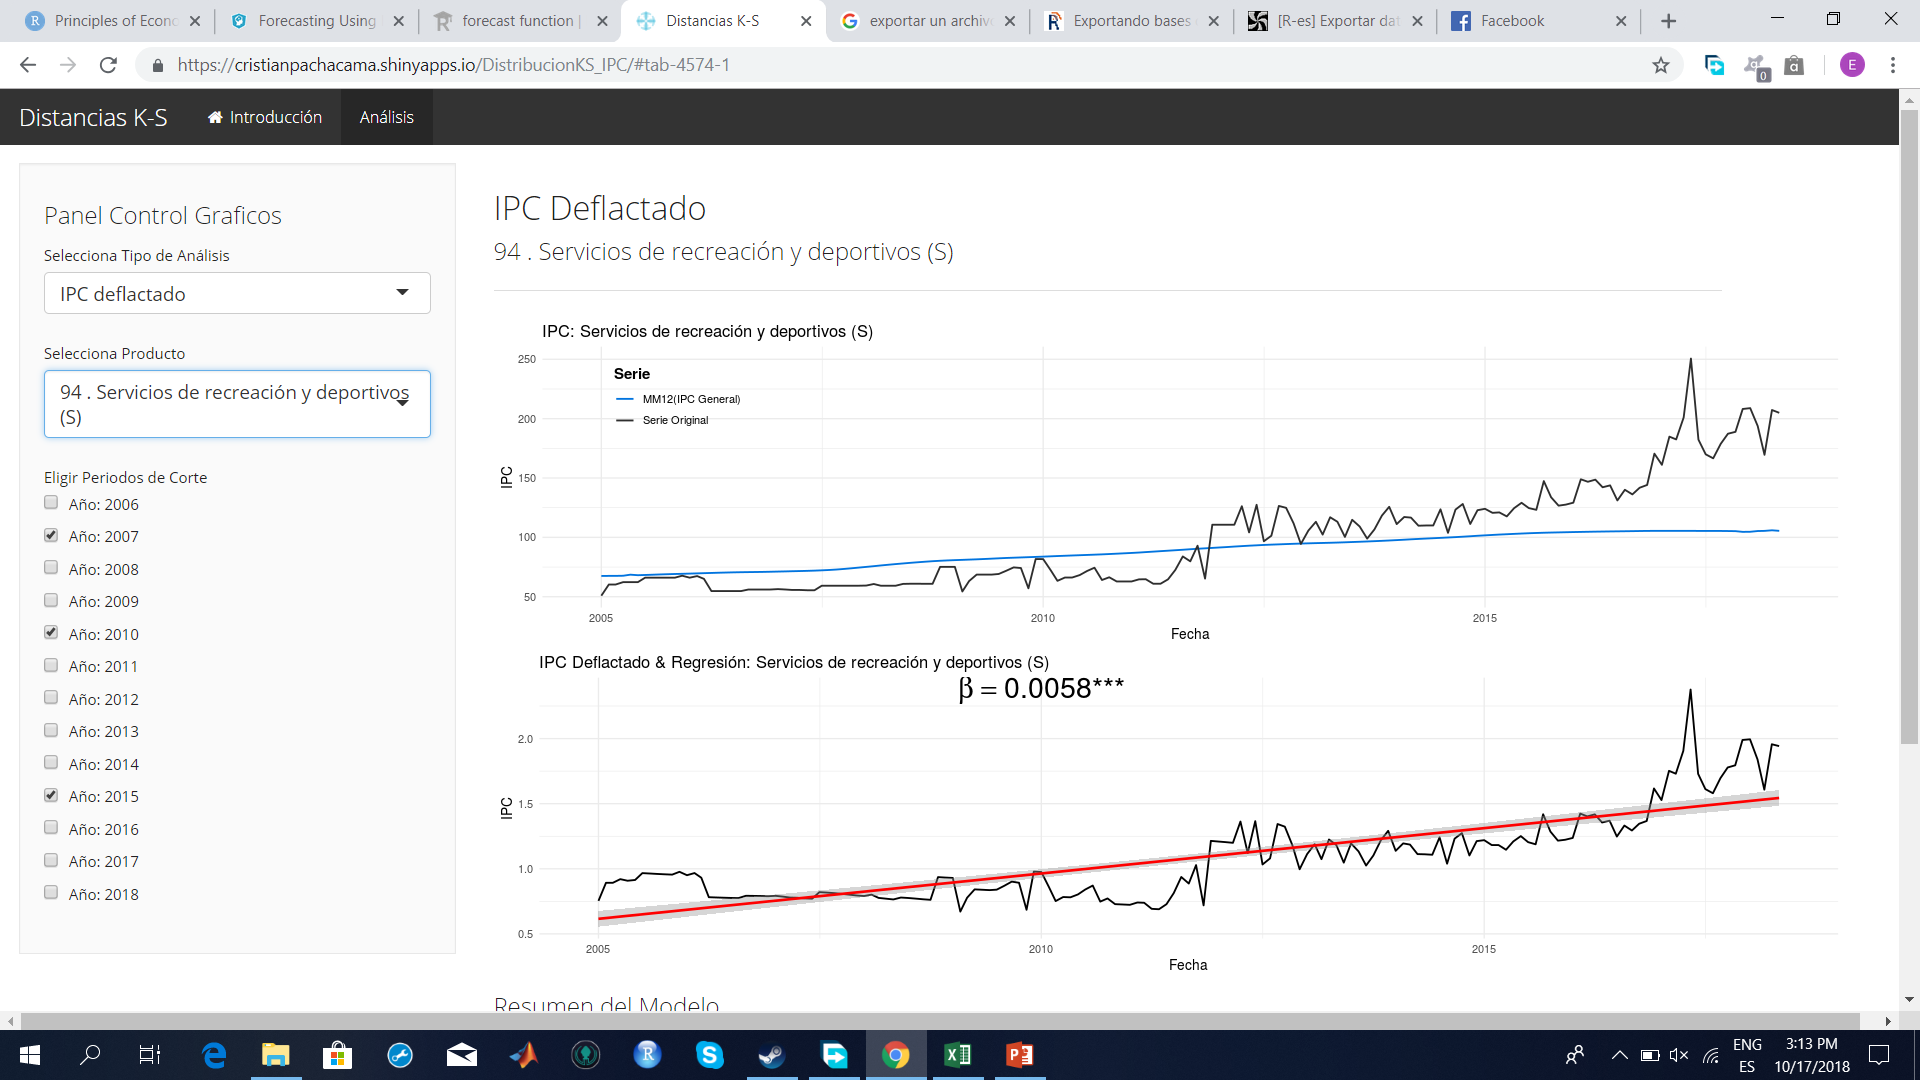 Principles of Econo
Forecasting Using
forecast function |
Distancias K-S
exportar un archivo
Exportando bases
[R-es] Exportar dat
Facebook
https://cristianpachacama.shinyapps.io/DistribucionKS_IPC/#tab-4574-1
0
E
Distancias K-S
Introducción
Análisis
Panel Control Graficos
Selecciona Tipo de Análisis
IPC deflactado
Selecciona Producto
94 . Servicios de recreación y deportivos
(S)
Eligir Periodos de Corte
Año: 2006
Año: 2007
Año: 2008
Año: 2009
Año: 2010
Año: 2011
Año: 2012
Año: 2013
Año: 2014
Año: 2015
Año: 2016
Año: 2017
Año: 2018
IPC Deflactado
94 . Servicios de recreación y deportivos (S)
IPC: Servicios de recreación y deportivos (S)
Serie
MM12(IPC General)
Serie Original
IPC
250
200
150
100
50
2005
2010
2015
Fecha
IPC Deflactado & Regresión: Servicios de recreación y deportivos (S)
β = 0.0058***
IPC
2.0
1.5
1.0
0.5
2005
2010
2015
Fecha
Resumen del Modelo
ENG
ES
3:13 PM
10/17/2018